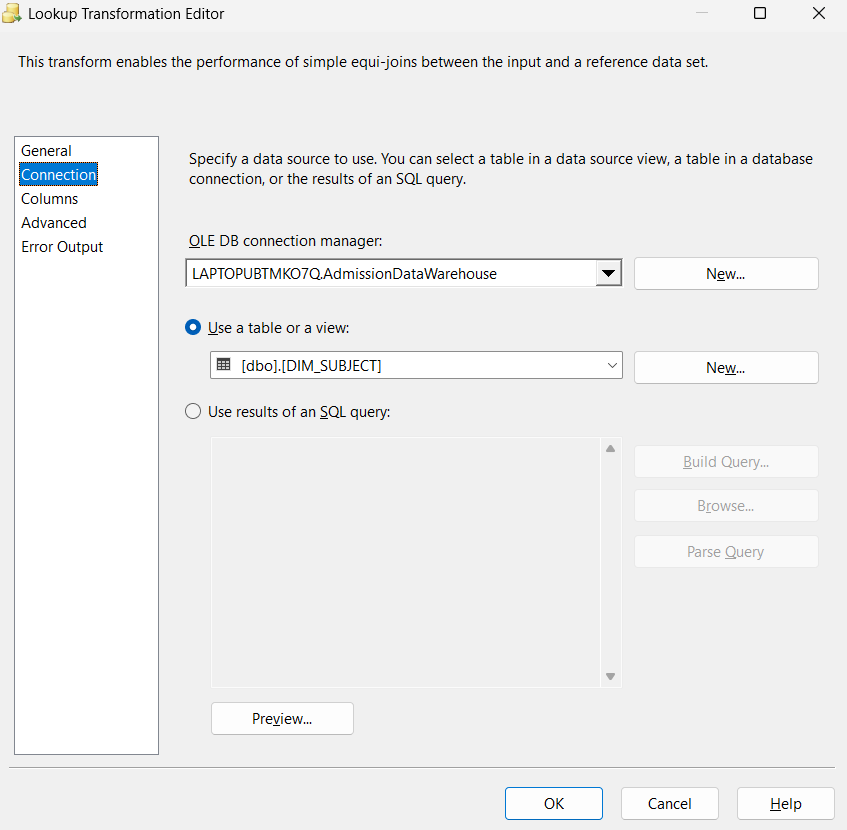 Lookup Transformation Editor
This transform enables the performance of simple equi-joins between the input and a reference data set.
General
Connection
Columns
Advanced
Error Output
Specify a data source to use. You can select a table in a data source view, a table in a database
connection, or the results of an SQL query.
OLE DB connection manager:
LAPTOPUBTMKO7Q.AdmissionDataWarehouse
New...
Use a table or a view:
[dbo].[DIM_SUBJECT]
New...
Use results of an SQL query:
Build Query...
Browse...
Parse Query
Preview...
OK
Cancel
Help